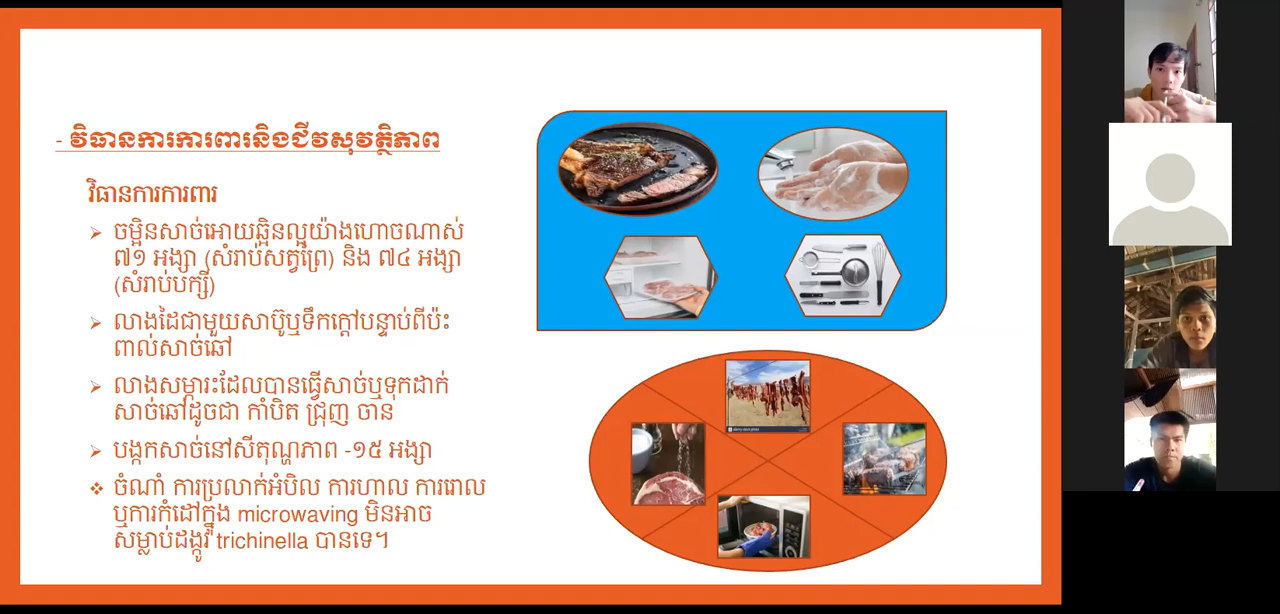 - វិធានការការពារនិងជីវសុវត្ថិភាព
វិធានការការពារ
ចម្អិនសាច់អោយឆ្អិនល្អយ៉ាងហោចណាស់
៧១ អង្សា (សំរាប់សត្វព្រៃ) និង ៧៤ អង្សា
(សំរាប់បក្សី)
លាងដៃជាមួយសាប៊ូឬទឹកក្តៅបន្ទាប់ពីប៉ះ
ពាល់សាច់ឆៅ
លាងសម្ភារះដែលបានធ្វើសាច់ឬទុកដាក់
សាច់ឆៅដូចជា កាំបិត ជ្រុញ ចាន
បង្កកសាច់នៅសីតុណ្ហភាព -១៥ អង្សា
ចំណាំ ការប្រលាក់អំបិល ការហាល ការរោល
ឬការកំដៅក្នុង microwaving មិនអាច
សម្លាប់ដង្កូវ trichinella បានទេ។